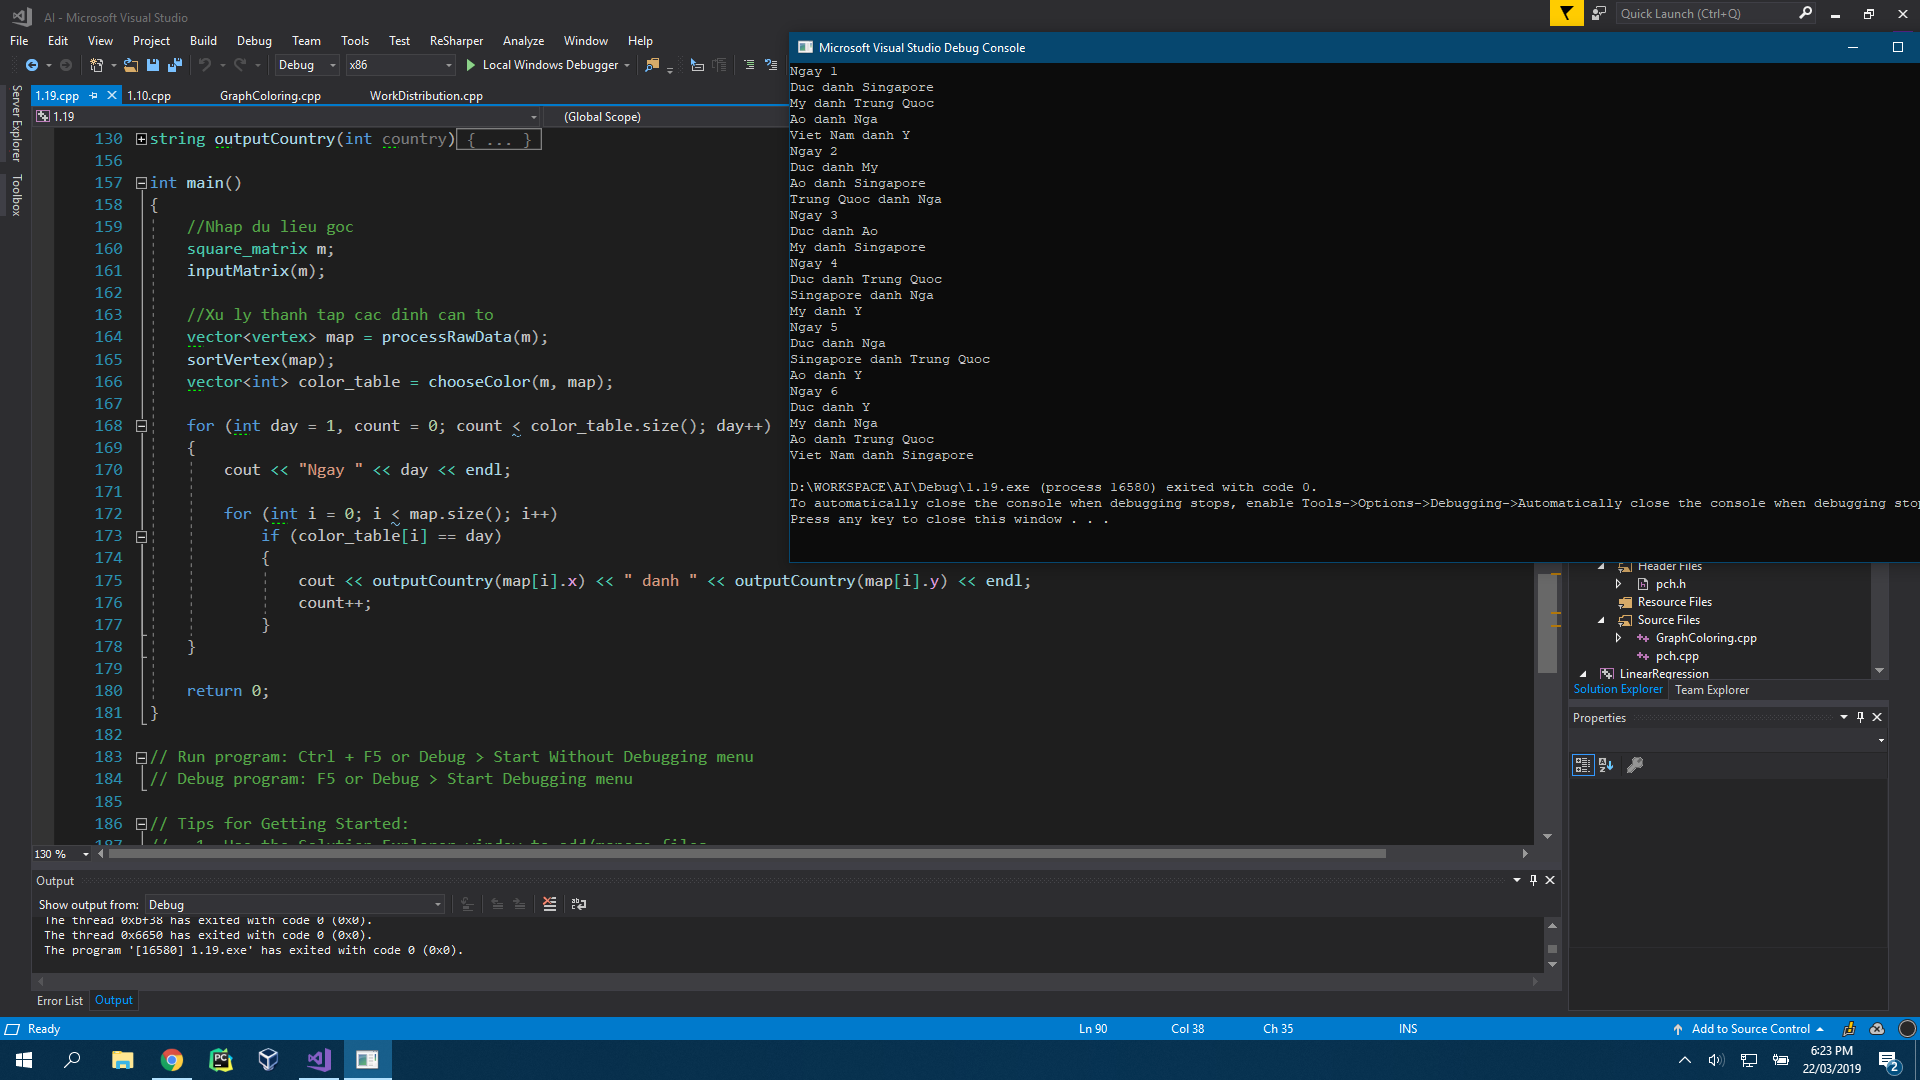 AI - Microsoft Visual Studio
Quick Launch (Ctrl+Q)
File Edit View Project Build Debug Team Tools Test ReSharper Analyze Window Help
Debug x86 Local Windows Debugger
Server Explorer
Toolbox
1.19.cpp 1.10.cpp GraphColoring.cpp WorkDistribution.cpp
1.19 (Global Scope)
130 string outputCountry(int country){ ... }
156
157 int main()
158 {
159 //Nhap du lieu goc
160 square_matrix m;
161 inputMatrix(m);
162
163 //Xu ly thanh tap cac dinh can to
164 vector<vertex> map = processRawData(m);
165 sortVertex(map);
166 vector<int> color_table = chooseColor(m, map);
167
168 for (int day = 1, count = 0; count < color_table.size(); day++)
169 {
170 cout << "Ngay " << day << endl;
171
172 for (int i = 0; i < map.size(); i++)
173 if (color_table[i] == day)
174 {
175 cout << outputCountry(map[i].x) << " danh " << outputCountry(map[i].y) << endl;
176 count++;
177 }
178 }
179
180 return 0;
181 }
182
183 // Run program: Ctrl + F5 or Debug > Start Without Debugging menu
184 // Debug program: F5 or Debug > Start Debugging menu
185
186 // Tips for Getting Started:
187 // 1. Use the Solution Explorer window to add/manage files
130 %
Microsoft Visual Studio Debug Console
Ngay 1
Duc danh Singapore
My danh Trung Quoc
Ao danh Nga
Viet Nam danh Y
Ngay 2
Duc danh My
Ao danh Singapore
Trung Quoc danh Nga
Ngay 3
Duc danh Ao
My danh Singapore
Ngay 4
Duc danh Trung Quoc
Singapore danh Nga
My danh Y
Ngay 5
Duc danh Nga
Singapore danh Trung Quoc
Ao danh Y
Ngay 6
Duc danh Y
My danh Nga
Ao danh Trung Quoc
Viet Nam danh Singapore
D:\WORKSPACE\AI\Debug\1.19.exe (process 16580) exited with code 0.
To automatically close the console when debugging stops, enable Tools->Options->Debugging->Automatically close the console when debugging stop
Press any key to close this window . . .
Header Files
pch.h
Resource Files
Source Files
GraphColoring.cpp
pch.cpp
LinearRegression
Solution Explorer Team Explorer
Properties
Output
Show output from: Debug
The thread 0xbf38 has exited with code 0 (0x0).
The thread 0x6650 has exited with code 0 (0x0).
The program '[16580] 1.19.exe' has exited with code 0 (0x0).
Error List Output
Ready Ln 90 Col 38 Ch 35 INS Add to Source Control
6:23 PM
22/03/2019
2